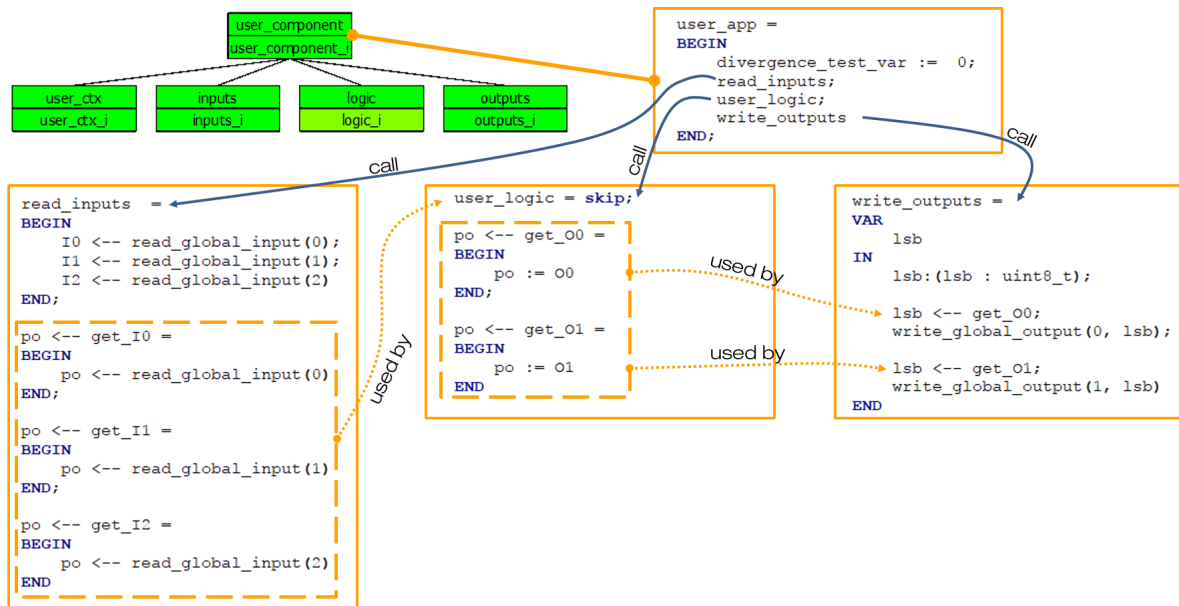 user_component
user_component_i
user_ctx
user_ctx_i
inputs
inputs_i
logic
logic_i
outputs
outputs_i
user_app =
BEGIN
divergence_test_var := 0;
read_inputs;
user_logic;
write_outputs
END;
call
call
call
read_inputs =
BEGIN
I0 <-- read_global_input(0);
I1 <-- read_global_input(1);
I2 <-- read_global_input(2)
END;
po <-- get_I0 =
BEGIN
po <-- read_global_input(0)
END;
po <-- get_I1 =
BEGIN
po <-- read_global_input(1)
END;
po <-- get_I2 =
BEGIN
po <-- read_global_input(2)
END
used by
user_logic = skip;
po <-- get_O0 =
BEGIN
po := O0
END;
po <-- get_O1 =
BEGIN
po := O1
END
used by
used by
write_outputs =
VAR
lsb
IN
lsb:(lsb : uint8_t);
lsb <-- get_O0;
write_global_output(0, lsb);
lsb <-- get_O1;
write_global_output(1, lsb)
END